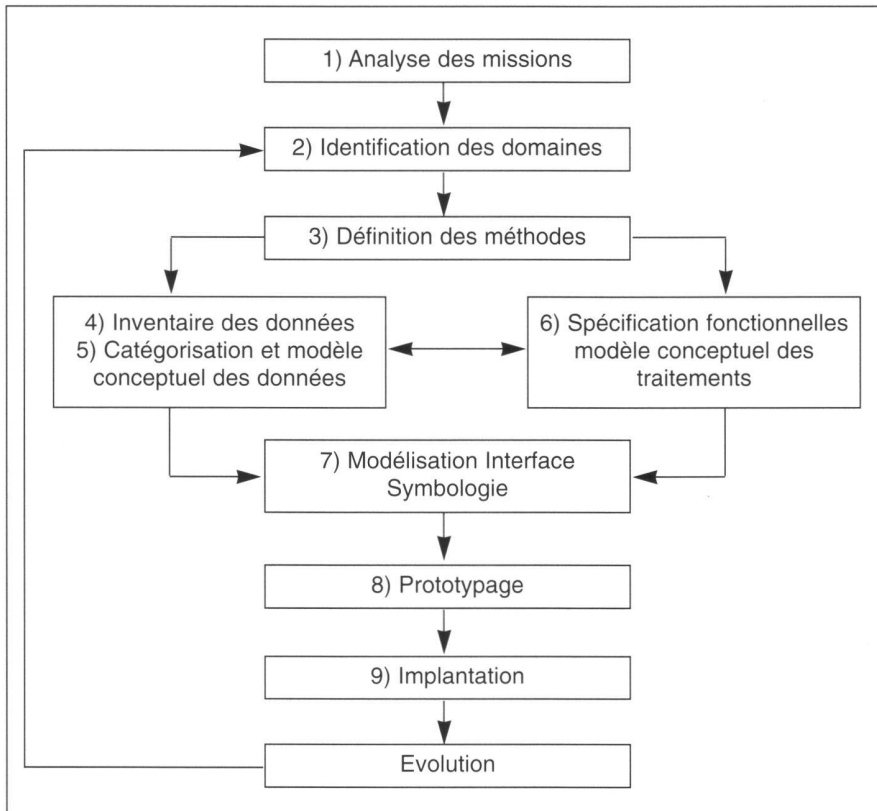 1) Analyse des missions
2) Identification des domaines
3) Définition des méthodes
4) Inventaire des données
5) Catégorisation et modèle
conceptuel des données
6) Spécification fonctionnelles
modèle conceptuel des
traitements
7) Modélisation Interface
Symbologie
8) Prototypage
9) Implantation
Evolution